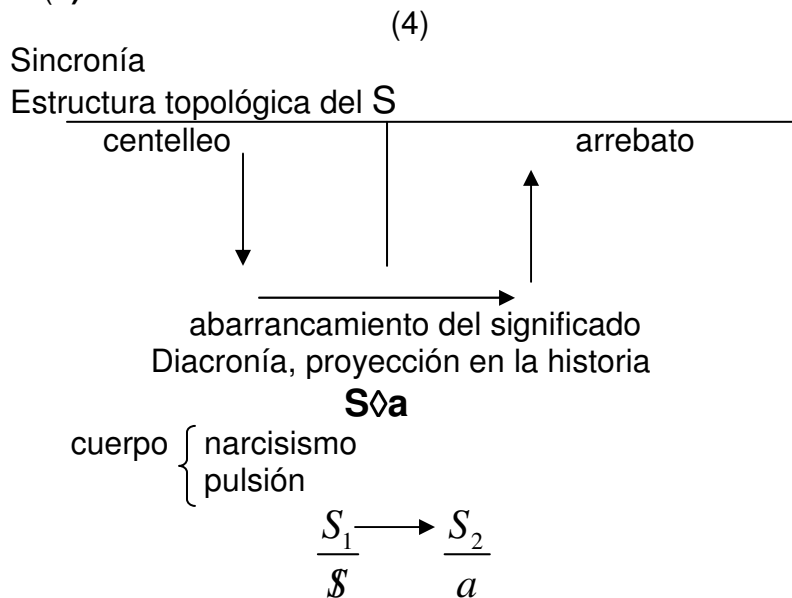 (4)
Sincronía
Estructura topológica del S
centelleo arrebato
abarrancamiento del significado
Diacronía, proyección en la historia
S◊a
cuerpo { narcisismo
pulsión
S₁ → S₂
$ a